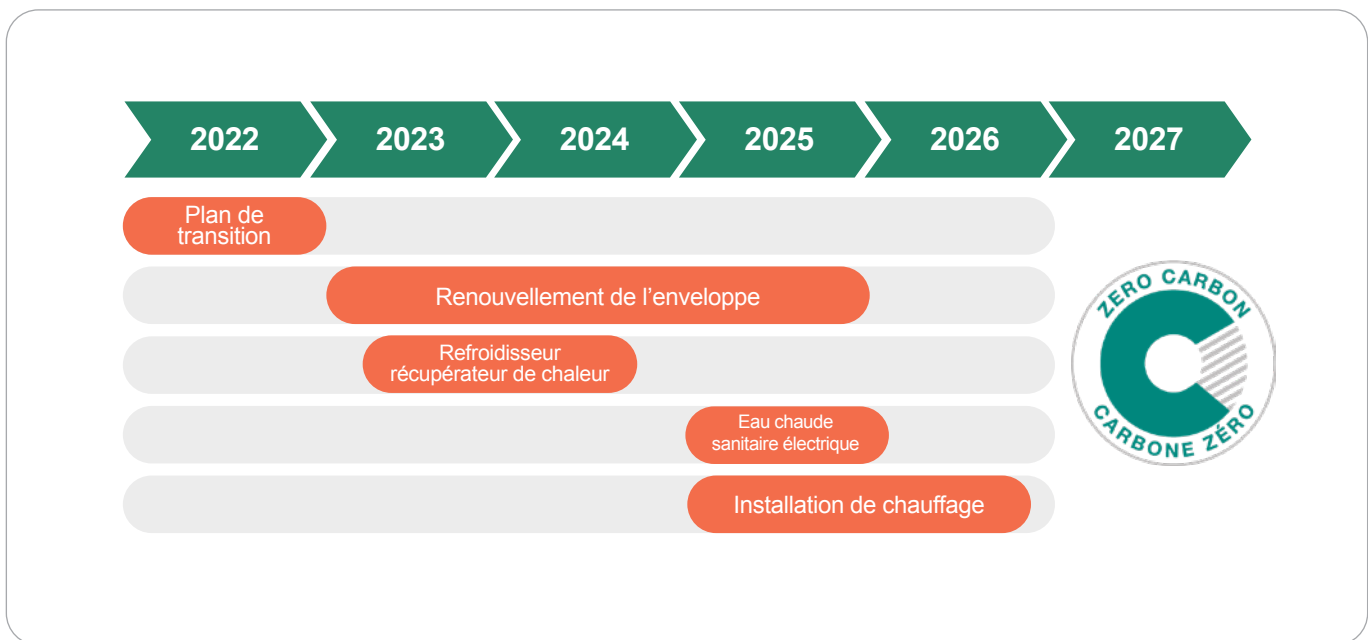 2022
2023
2024
2025
2026
2027
Plan de
transition
Renouvellement de l’enveloppe
Refroidisseur
récupérateur de chaleur
Eau chaude
sanitaire électrique
Installation de chauffage
ZERO CARBON
CARBONE ZÉRO